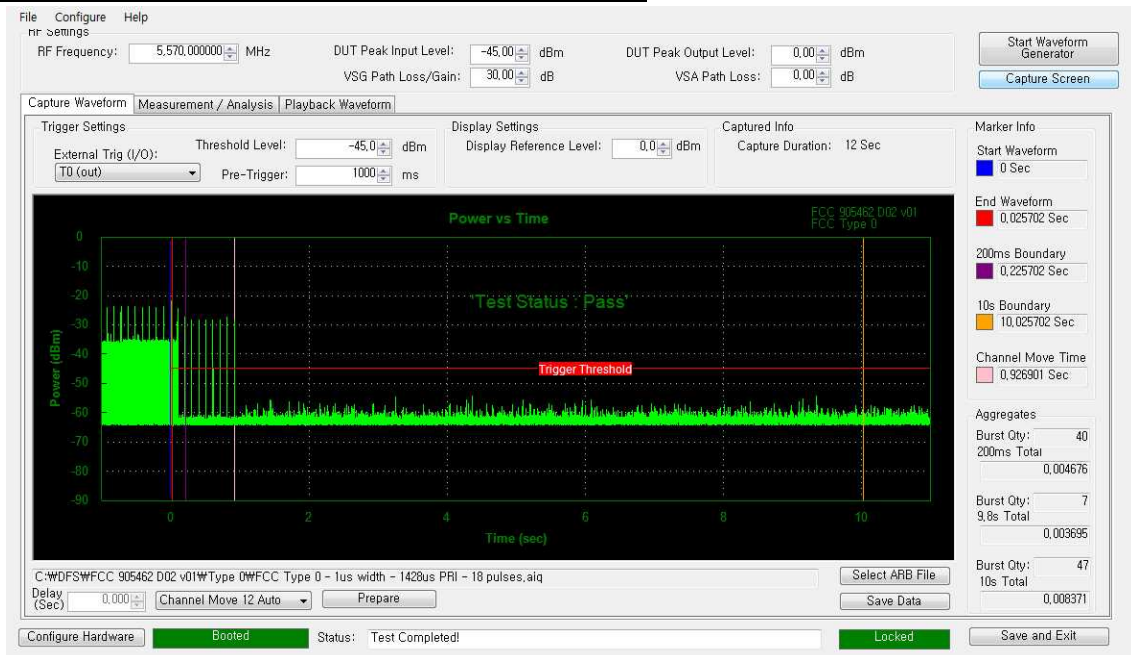 File Configure Help
RF Settings
RF Frequency: 5,570,000000 MHz
DUT Peak Input Level: -45,00 dBm
DUT Peak Output Level: 0,00 dBm
VSG Path Loss/Gain: 30,00 dB
VSA Path Loss: 0,00 dB
Start Waveform
Generator
Capture Screen
Capture Waveform Measurement / Analysis Playback Waveform
Trigger Settings
External Trig (I/O):
T0 (out)
Threshold Level: -45,0 dBm
Pre-Trigger: 1000 ms
Display Settings
Display Reference Level: 0,0 dBm
Captured Info
Capture Duration: 12 Sec
Power vs Time
FCC 905462 D02 v01
FCC Type 0
'Test Status : Pass'
Trigger Threshold
Power (dBm)
0
-10
-20
-30
-40
-50
-60
-70
-80
-90
0 2 4 6 8 10
Time (sec)
Marker Info
Start Waveform
0 Sec
End Waveform
0,025702 Sec
200ms Boundary
0,225702 Sec
10s Boundary
10,025702 Sec
Channel Move Time
0,926901 Sec
Aggregates
Burst Qty: 40
200ms Total
0,004676
Burst Qty: 7
9,8s Total
0,003695
Burst Qty: 47
10s Total
0,008371
C:₩DFS₩FCC 905462 D02 v01₩Type 0₩FCC Type 0 - 1us width - 1428us PRI - 18 pulses,aiq
Select ARB File
Delay
(Sec) 0,000 Channel Move 12 Auto Prepare
Save Data
Configure Hardware Booted Status: Test Completed! Locked Save and Exit